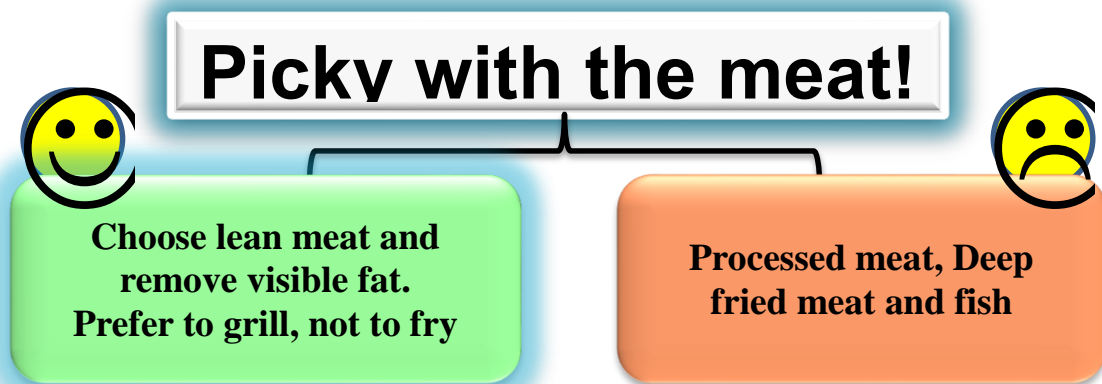 Picky with the meat!
Choose lean meat and
remove visible fat.
Prefer to grill, not to fry
Processed meat, Deep
fried meat and fish